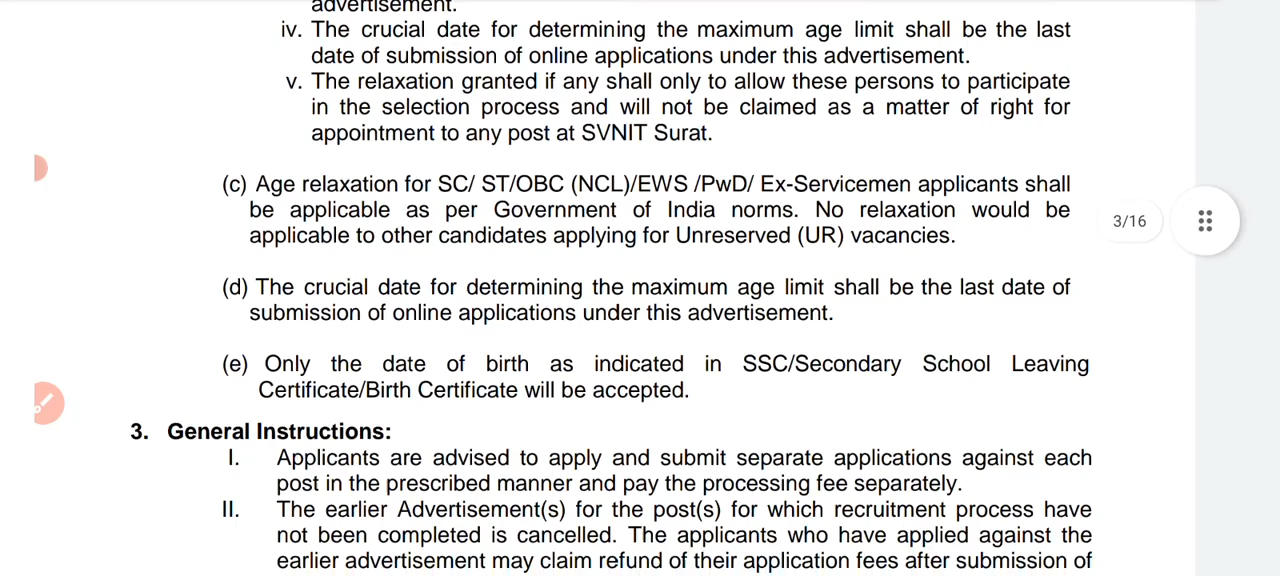 advertisement.
iv. The crucial date for determining the maximum age limit shall be the last
date of submission of online applications under this advertisement.
v. The relaxation granted if any shall only to allow these persons to participate
in the selection process and will not be claimed as a matter of right for
appointment to any post at SVNIT Surat.
(c) Age relaxation for SC/ ST/OBC (NCL)/EWS /PwD/ Ex-Servicemen applicants shall
be applicable as per Government of India norms. No relaxation would be
applicable to other candidates applying for Unreserved (UR) vacancies.
3/16
(d) The crucial date for determining the maximum age limit shall be the last date of
submission of online applications under this advertisement.
(e) Only the date of birth as indicated in SSC/Secondary School Leaving
Certificate/Birth Certificate will be accepted.
3. General Instructions:
I. Applicants are advised to apply and submit separate applications against each
post in the prescribed manner and pay the processing fee separately.
II. The earlier Advertisement(s) for the post(s) for which recruitment process have
not been completed is cancelled. The applicants who have applied against the
earlier advertisement may claim refund of their application fees after submission of